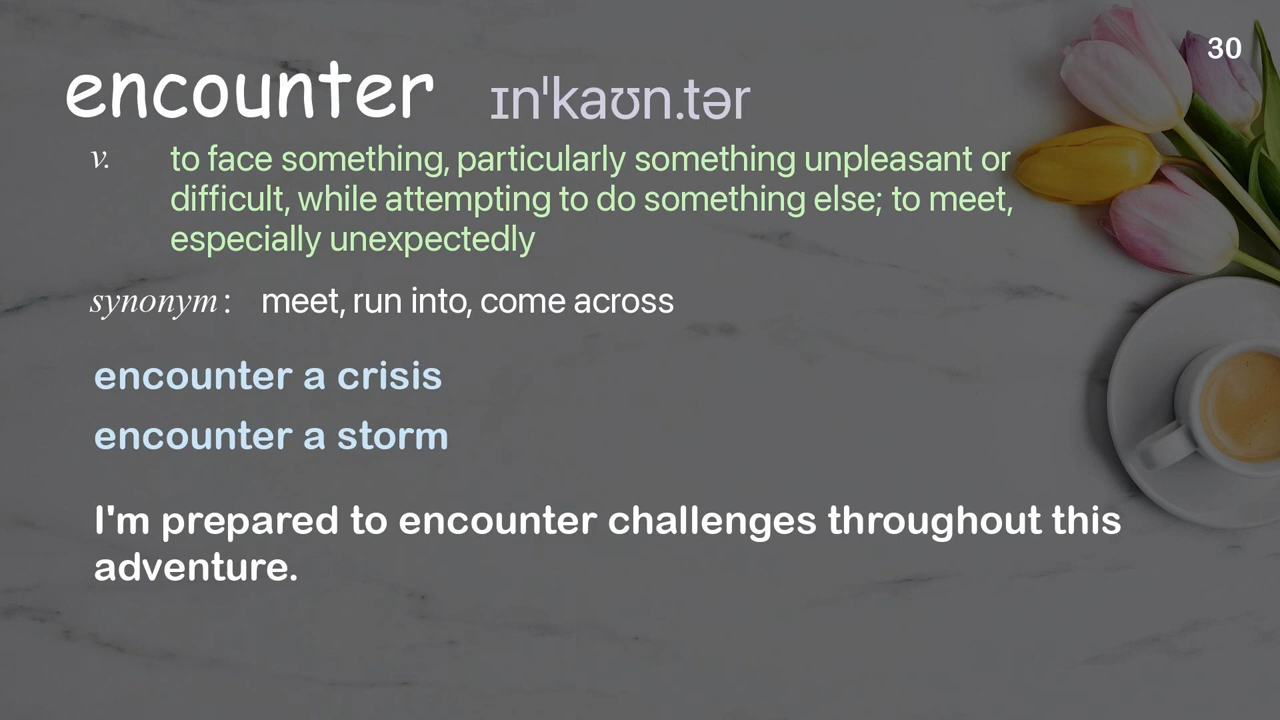 30
encounter ɪnˈkaʊn.tər
v. to face something, particularly something unpleasant or
difficult, while attempting to do something else; to meet,
especially unexpectedly
synonym: meet, run into, come across
encounter a crisis
encounter a storm
I'm prepared to encounter challenges throughout this
adventure.